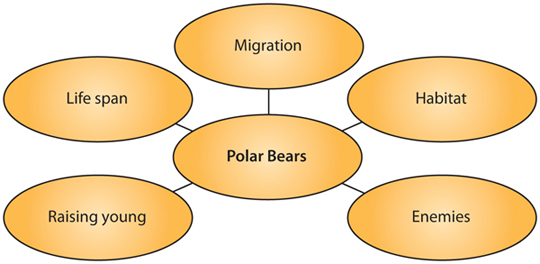 Migration
Life span
Habitat
Polar Bears
Raising young
Enemies